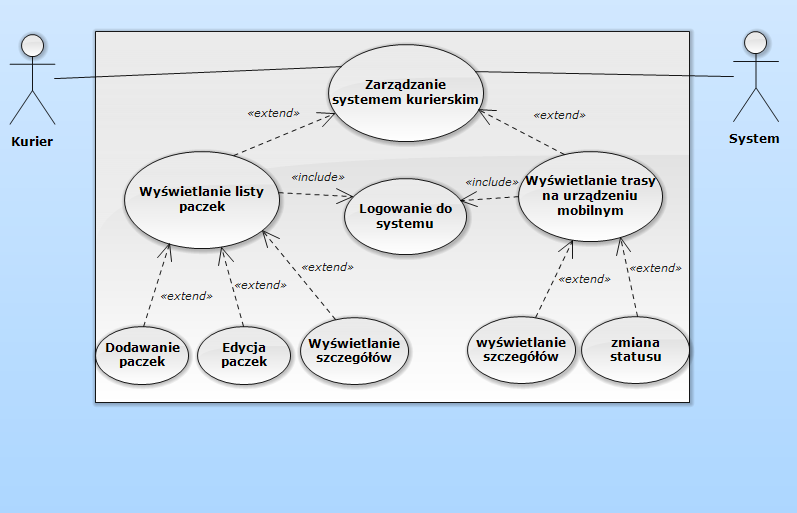 Zarządzanie
systemem kurierskim
Kurier
System
«extend»
«extend»
Wyświetlanie listy
paczek
«include»
Logowanie do
systemu
«include»
Wyświetlanie trasy
na urządzeniu
mobilnym
«extend»
«extend»
«extend»
«extend»
«extend»
Dodawanie
paczek
Edycja
paczek
Wyświetlanie
szczegółów
wyświetlanie
szczegółów
zmiana
statusu